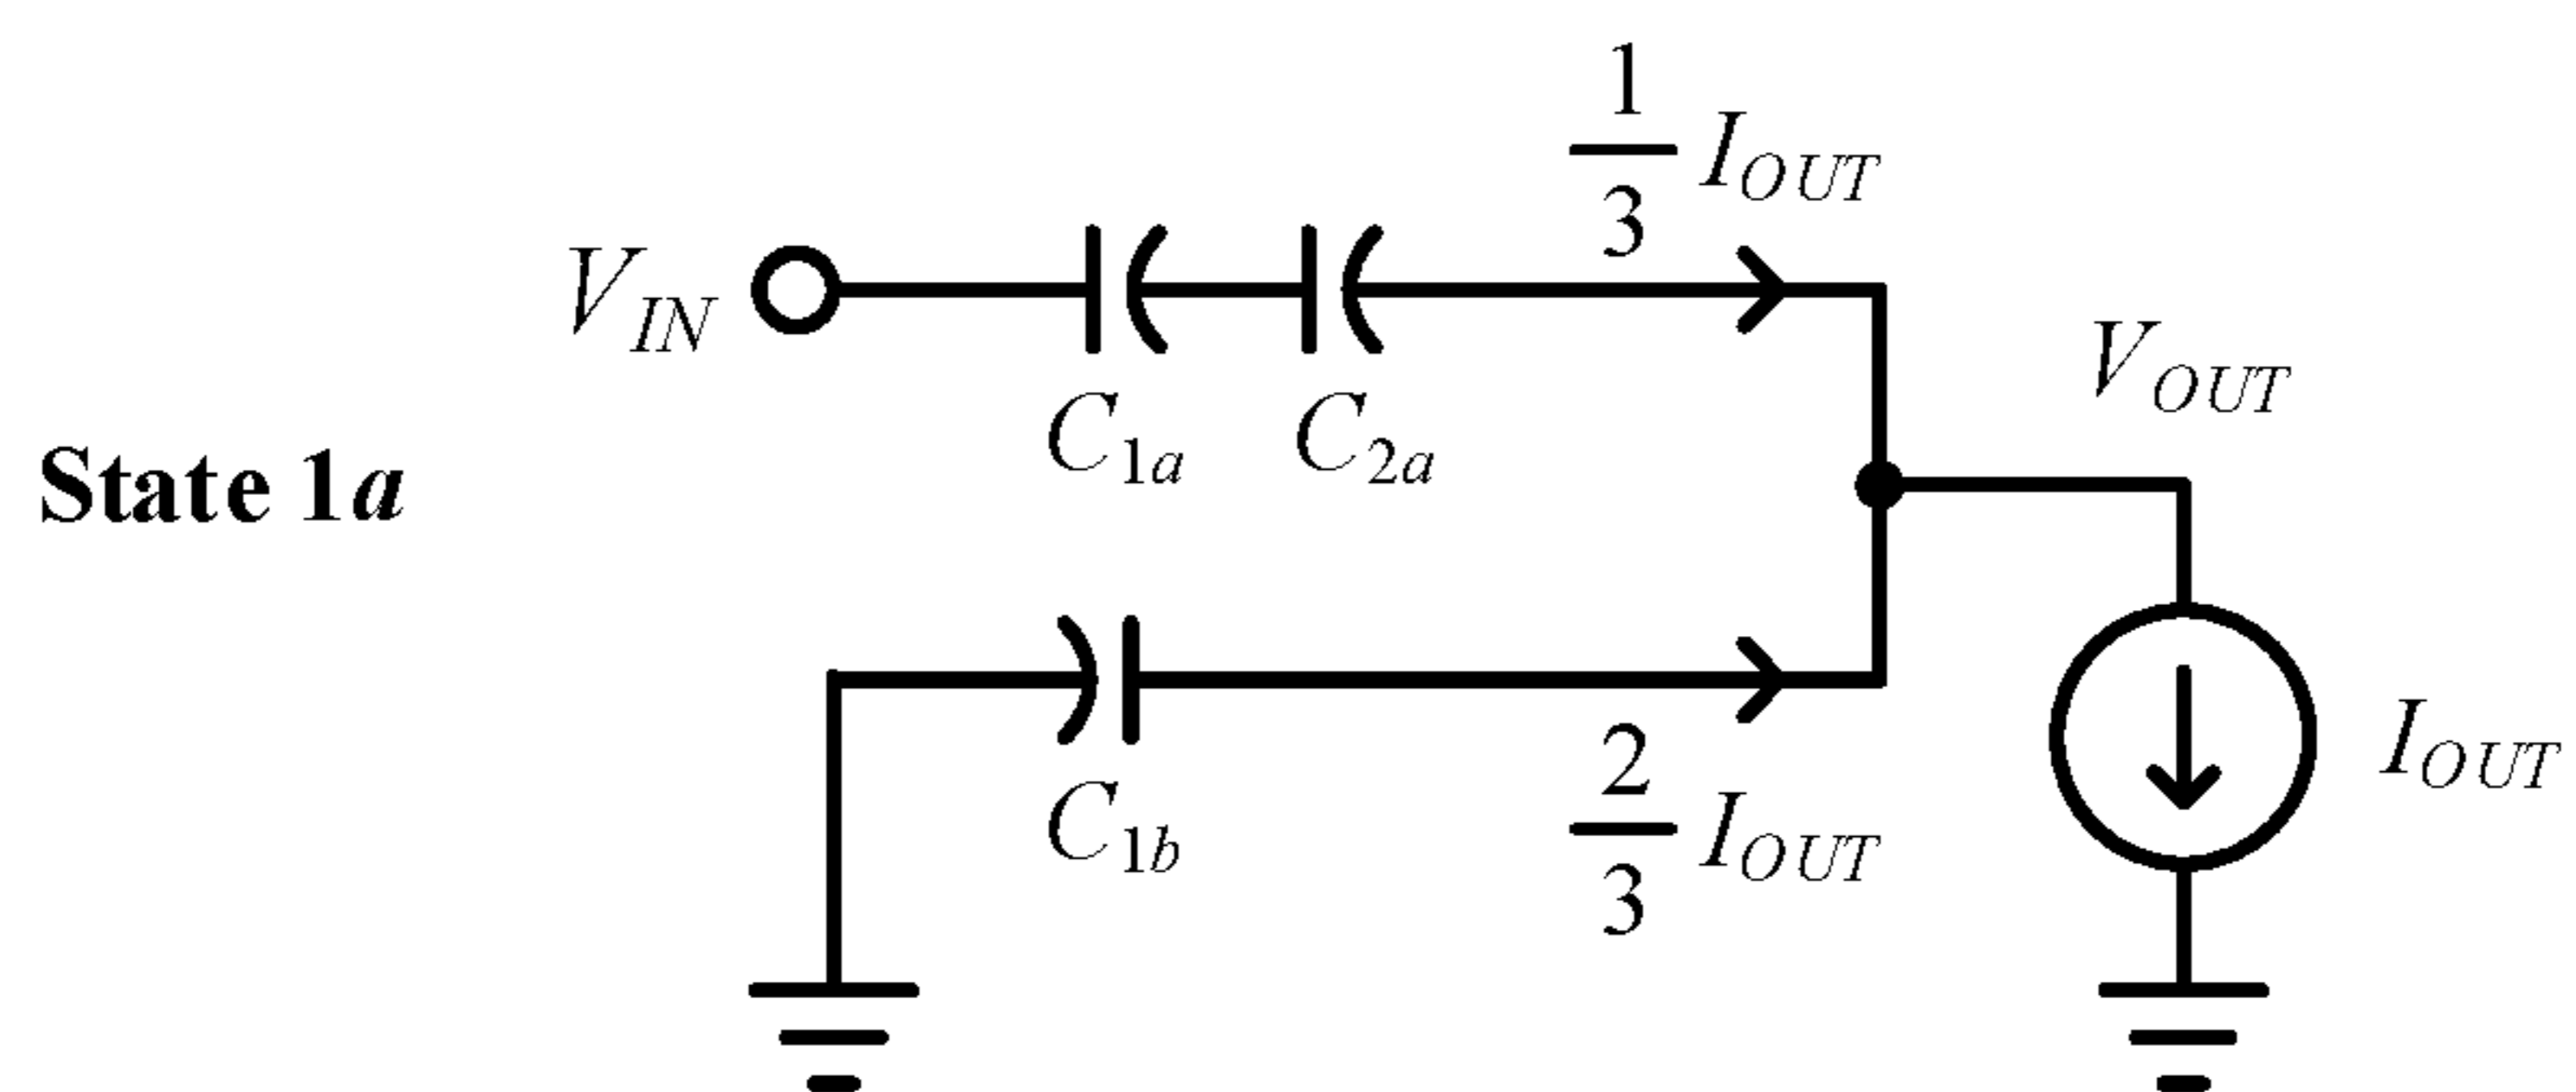 1/3 I_OUT
V_IN
V_OUT
C_1a C_2a
State 1a
I_OUT
C_1b
2/3 I_OUT